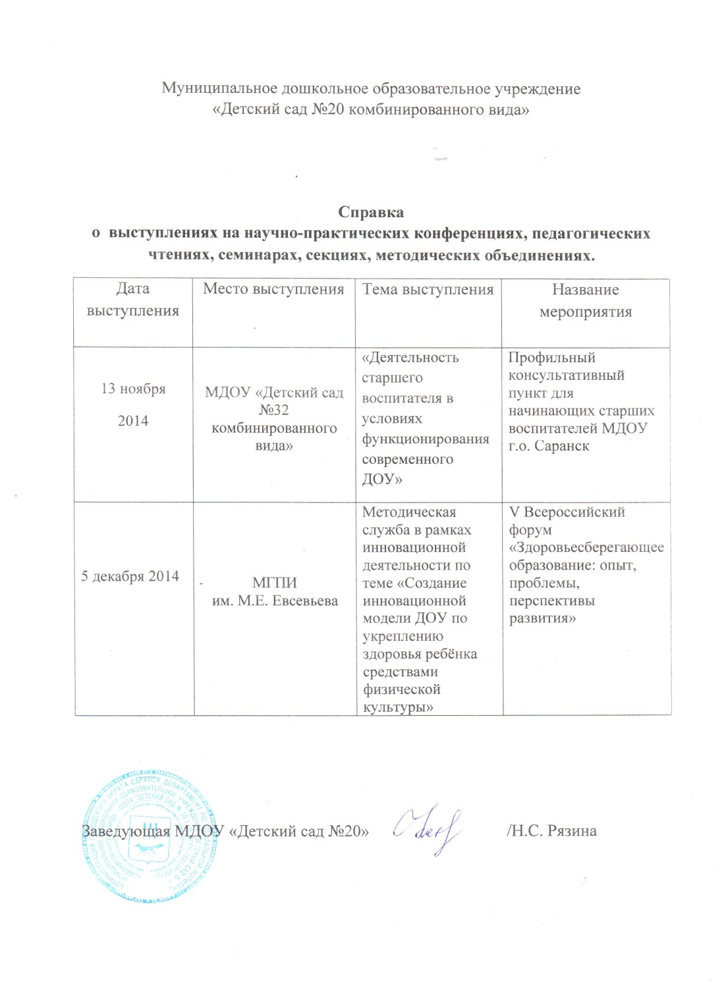 Муниципальное дошкольное образовательное учреждение
«Детский сад №20 комбинированного вида»
Справка
о выступлениях на научно-практических конференциях, педагогических
чтениях, семинарах, секциях, методических объединениях.
Дата
выступления
Место выступления
Тема выступления
Название
мероприятия
13 ноября
2014
МДОУ «Детский сад
№32
комбинированного
вида»
«Деятельность
старшего
воспитателя в
условиях
функционирования
современного
ДОУ»
Профильный
консультативный
пункт для
начинающих старших
воспитателей МДОУ
г.о. Саранск
5 декабря 2014
МГПИ
им. М.Е. Евсевьева
Методическая
служба в рамках
инновационной
деятельности по
теме «Создание
инновационной
модели ДОУ по
укреплению
здоровья ребёнка
средствами
физической
культуры»
V Всероссийский
форум
«Здоровьесберегающее
образование: опыт,
проблемы,
перспективы
развития»
Заведующая МДОУ «Детский сад №20»
/Н.С. Рязина